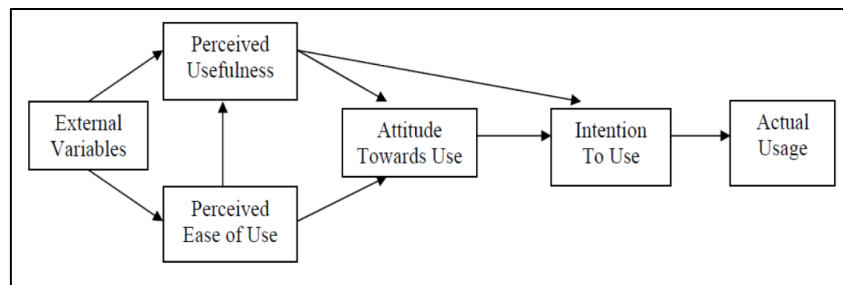 Perceived
Usefulness
External
Variables
Attitude
Towards Use
Intention
To Use
Actual
Usage
Perceived
Ease of Use